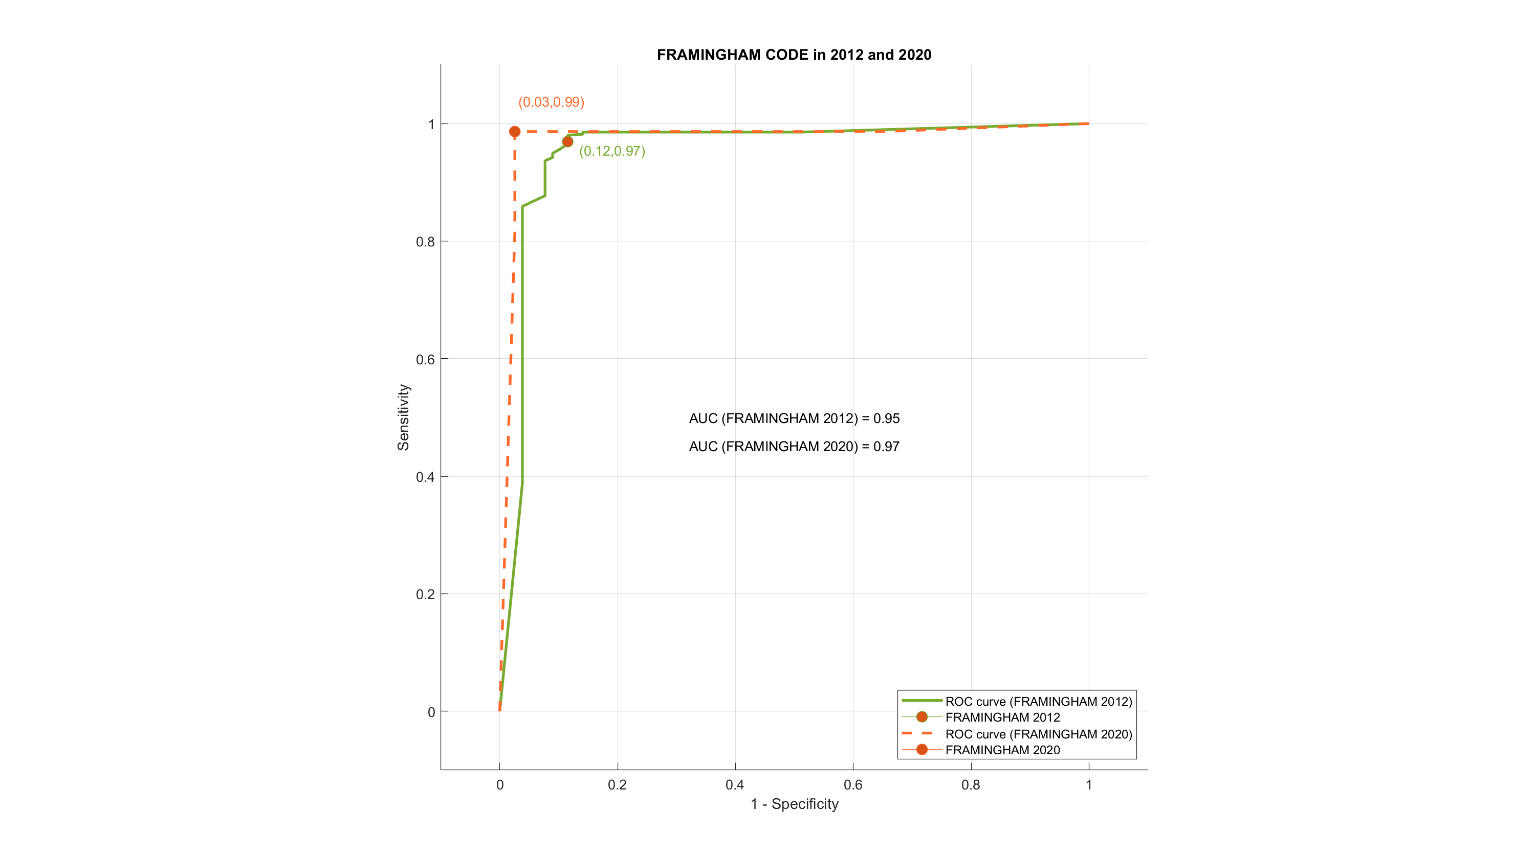 FRAMINGHAM CODE in 2012 and 2020
(0.03,0.99)
(0.12,0.97)
1
0.8
0.6
0.4
0.2
0
Sensitivity
AUC (FRAMINGHAM 2012) = 0.95
AUC (FRAMINGHAM 2020) = 0.97
ROC curve (FRAMINGHAM 2012)
FRAMINGHAM 2012
ROC curve (FRAMINGHAM 2020)
FRAMINGHAM 2020
0 0.2 0.4 0.6 0.8 1
1 - Specificity